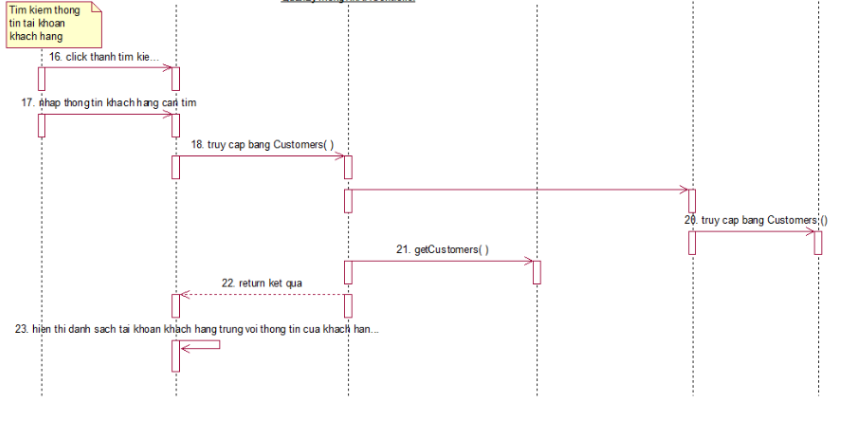 Tim kiem thong
tin tai khoan
khach hang
16. click thanh tim kie...
17. nhap thong tin khach hang can tim
18. truy cap bang Customers( )
20. truy cap bang Customers ()
21. getCustomers( )
22. return ket qua
23. hien thi danh sach tai khoan khach hang trung voi thong tin cua khach han...